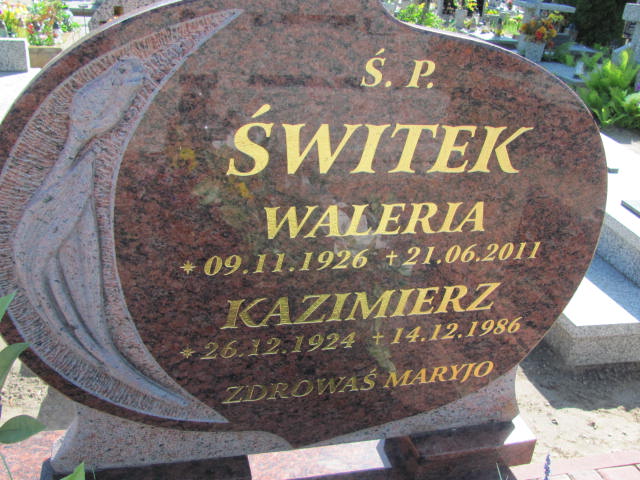 Ś. P.
ŚWITEK
WALERIA
* 09.11.1926 † 21.06.2011
KAZIMIERZ
* 26.12.1924 † 14.12.1986
ZDROWAŚ MARYJO